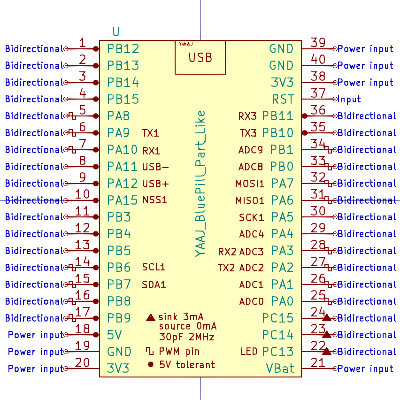 U
YAAJ
USB
Bidirectional 1 PB12 GND 39 Power input
Bidirectional 2 PB13 GND 40 Power input
Bidirectional 3 PB14 3V3 38 Power input
Bidirectional 4 PB15 RST 37 Input
Bidirectional 5 PA8 RX3 PB11 36 Bidirectional
Bidirectional 6 PA9 TX1 TX3 PB10 35 Bidirectional
Bidirectional 7 PA10 RX1 ADC9 PB1 34 Bidirectional
Bidirectional 8 PA11 USB- ADC8 PB0 33 Bidirectional
Bidirectional 9 PA12 USB+ MOSI1 PA7 32 Bidirectional
Bidirectional 10 PA15 NSS1 MISO1 PA6 31 Bidirectional
Bidirectional 11 PB3 SCK1 PA5 30 Bidirectional
Bidirectional 12 PB4 ADC4 PA4 29 Bidirectional
Bidirectional 13 PB5 RX2 ADC3 PA3 28 Bidirectional
Bidirectional 14 PB6 SCL1 TX2 ADC2 PA2 27 Bidirectional
Bidirectional 15 PB7 SDA1 ADC1 PA1 26 Bidirectional
Bidirectional 16 PB8 ADC0 PA0 25 Bidirectional
Bidirectional 17 PB9 PC15 24 Bidirectional
Power input 18 5V PC14 23 Bidirectional
Power input 19 GND LED PC13 22 Bidirectional
Power input 20 3V3 VBat 21 Power input
YAAJ_BluePill_Part_Like
sink 3mA
source 0mA
30pF 2MHz
PWM pin
5V tolerant